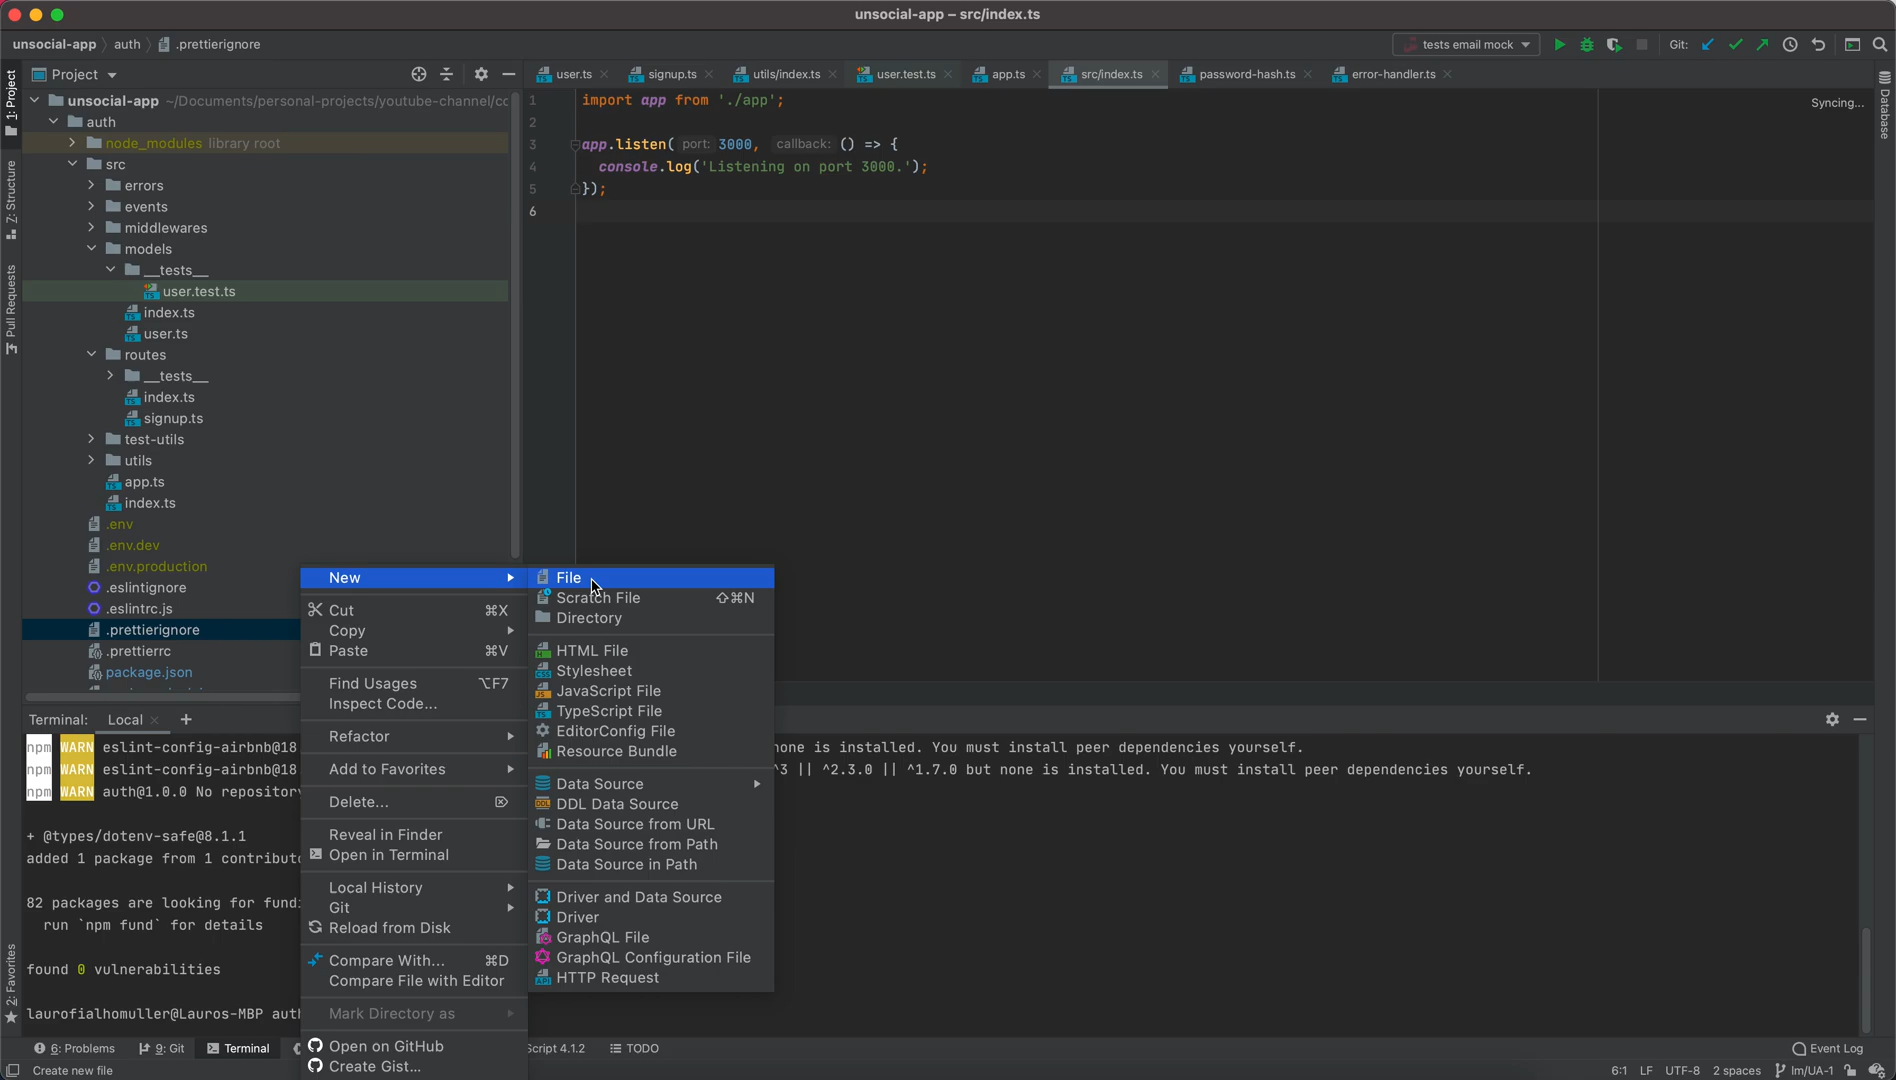 unsocial-app – src/index.ts
unsocial-app
auth
.prettierignore
tests email mock
Git:
1: Project
Z: Structure
Pull Requests
2: Favorites
Database
Project
user.ts
signup.ts
utils/index.ts
user.test.ts
app.ts
src/index.ts
password-hash.ts
error-handler.ts
unsocial-app ~/Documents/personal-projects/youtube-channel/cc
auth
node_modules library root
src
errors
events
middlewares
models
__tests__
user.test.ts
index.ts
user.ts
routes
__tests__
index.ts
signup.ts
test-utils
utils
app.ts
index.ts
.env
.env.dev
.env.production
.eslintignore
.eslintrc.js
.prettierignore
.prettierrc
package.json
Syncing...
1 import app from './app';
2
3 app.listen( port: 3000, callback: () => {
4 console.log('Listening on port 3000.');
5 });
6
New
Cut ⌘X
Copy
Paste ⌘V
Find Usages ⌥F7
Inspect Code...
Refactor
Add to Favorites
Delete... ⌦
Reveal in Finder
Open in Terminal
Local History
Git
Reload from Disk
Compare With... ⌘D
Compare File with Editor
Mark Directory as
Open on GitHub
Create Gist...
File
Scratch File ⇧⌘N
Directory
HTML File
Stylesheet
JavaScript File
TypeScript File
EditorConfig File
Resource Bundle
Data Source
DDL Data Source
Data Source from URL
Data Source from Path
Data Source in Path
Driver and Data Source
Driver
GraphQL File
GraphQL Configuration File
HTTP Request
Terminal: Local +
npm WARN eslint-config-airbnb@18 none is installed. You must install peer dependencies yourself.
npm WARN eslint-config-airbnb@18 ^3 || ^2.3.0 || ^1.7.0 but none is installed. You must install peer dependencies yourself.
npm WARN auth@1.0.0 No repository
+ @types/dotenv-safe@8.1.1
added 1 package from 1 contribut
82 packages are looking for fund
run `npm fund` for details
found 0 vulnerabilities
laurofialhomuller@Lauros-MBP aut
6: Problems
9: Git
Terminal
Script 4.1.2
TODO
Event Log
Create new file
6:1 LF UTF-8 2 spaces lm/UA-1